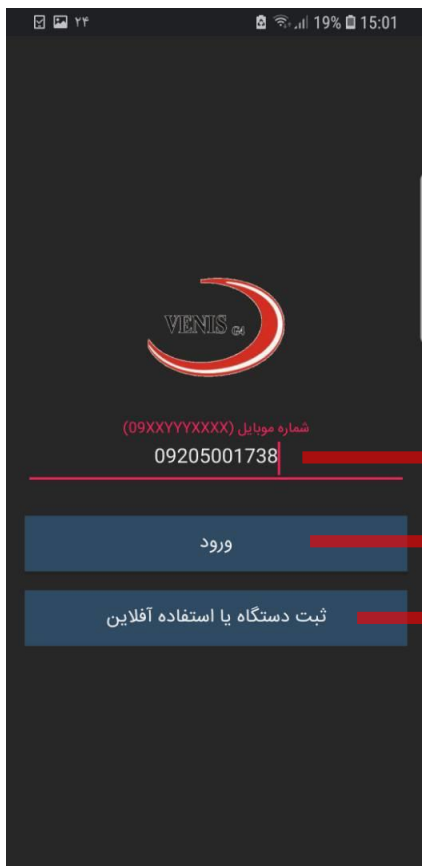 ۲۴ 19% 15:01
VENIS G4
شماره موبایل (09XXYYYXXXX)
09205001738
ورود
ثبت دستگاه یا استفاده آفلاین